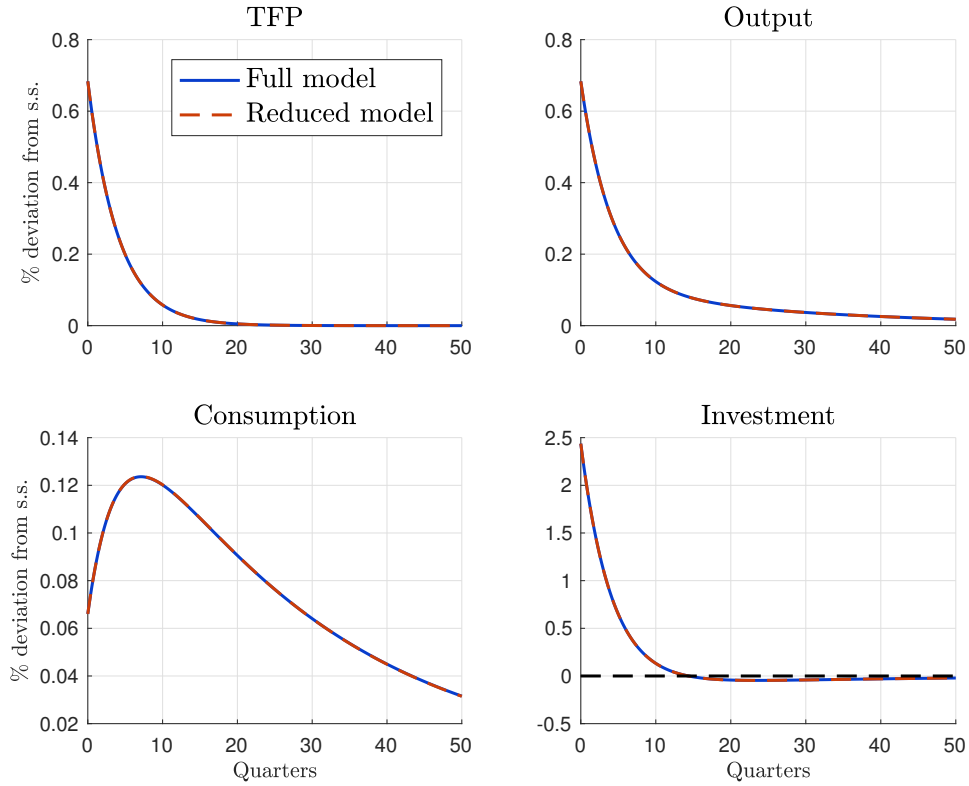 TFP
0.8
0.6
0.4
0.2
0
% deviation from s.s.
Full model
Reduced model
0 10 20 30 40 50
Output
0.8
0.6
0.4
0.2
0
0 10 20 30 40 50
Consumption
0.14
0.12
0.1
0.08
0.06
0.04
0.02
% deviation from s.s.
0 10 20 30 40 50
Quarters
Investment
2.5
2
1.5
1
0.5
0
-0.5
0 10 20 30 40 50
Quarters